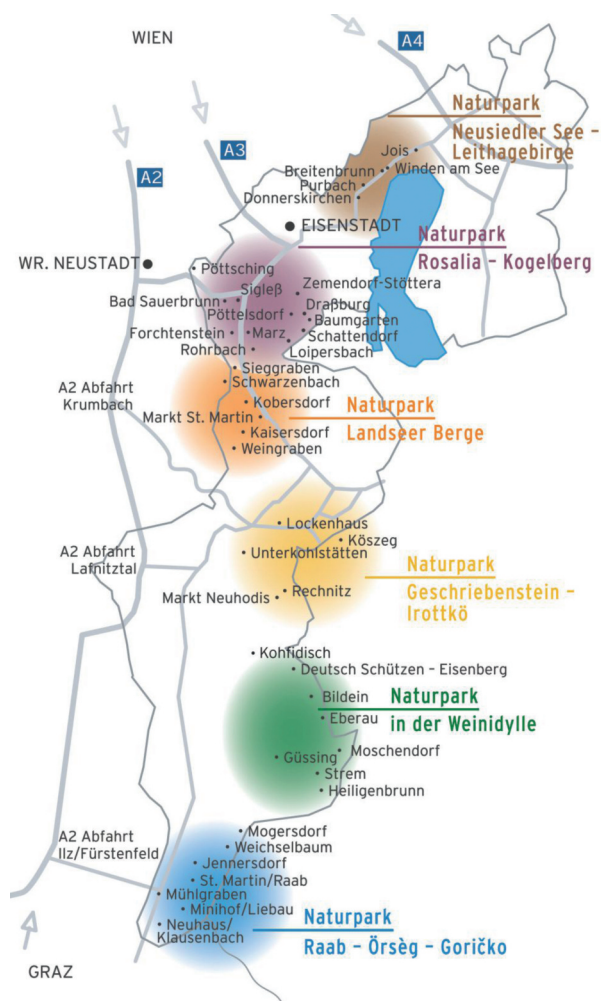 WIEN
A4
Naturpark
Neusiedler See –
Leithagebirge
Jois
A3
Breitenbrunn
Winden am See
A2
Purbach
Donnerskirchen
EISENSTADT
Naturpark
Rosalia – Kogelberg
WR. NEUSTADT
Pöttsching
Zemendorf-Stöttera
Sigleß
Bad Sauerbrunn
Draßburg
Pöttelsdorf
Baumgarten
Forchtenstein
Marz
Schattendorf
Rohrbach
Loipersbach
Sieggraben
Schwarzenbach
A2 Abfahrt
Krumbach
Kobersdorf
Naturpark
Landseer Berge
Markt St. Martin
Kaisersdorf
Weingraben
Lockenhaus
Köszeg
A2 Abfahrt
Lafnitztal
Unterkohlstätten
Naturpark
Geschriebenstein –
Irottkö
Rechnitz
Markt Neuhodis
Kohfidisch
Deutsch Schützen – Eisenberg
Bildein
Naturpark
in der Weinidylle
Eberau
Moschendorf
Güssing
Strem
Heiligenbrunn
Mogersdorf
A2 Abfahrt
Ilz/Fürstenfeld
Weichselbaum
Jennersdorf
St. Martin/Raab
Mühlgraben
Minihof/Liebau
Naturpark
Raab – Örsèg – Goričko
Neuhaus/
Klausenbach
GRAZ